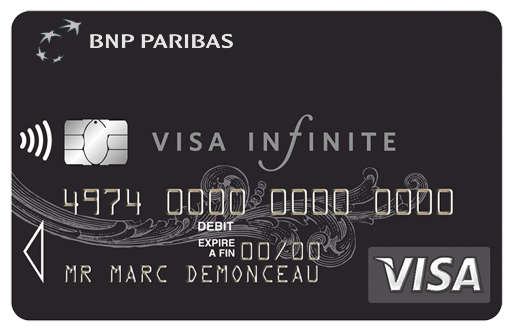 BNP PARIBAS
VISA INFINITE
4974 0000 0000 0000
DEBIT
EXPIRE
A FIN 00/00
MR MARC DEMONCEAU
VISA